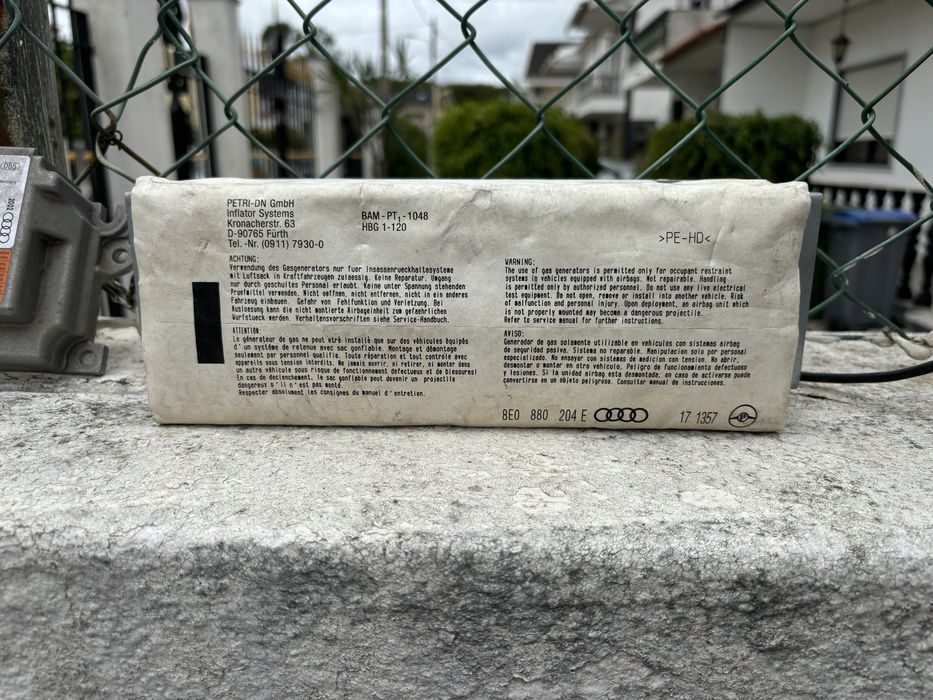 PETRI-DN GmbH
Inflator Systems
Kronacherstr. 63
D-90765 Fürth
Tel.-Nr. (0911) 7930-0
BAM-PT₁-1048
HBG 1-120
>PE-HD<
ACHTUNG:
Verwendung des Gasgenerators nur fuer Insassenrueckhaltesysteme
mit Luftsack in Kraftfahrzeugen zulaessig. Keine Reparatur. Umgang
nur durch geschultes Personal erlaubt. Keine unter Spannung stehenden
Pruefmittel verwenden. Nicht oeffnen, nicht entfernen, nicht in ein anderes
Fahrzeug einbauen. Gefahr von Fehlfunktion und Verletzung. Bei
Ausloesung kann die nicht montierte Airbageinheit zum gefaehrlichen
Wurfstueck werden. Verhaltensvorschriften siehe Service-Handbuch.
ATTENTION:
Le générateur de gaz ne peut etrê installé que sur des véhicules équipés
d'un système de retenue avec sac gonflable. Montage et démontage
seulement par personnel qualifié. Toute réparation et tout controle avec
appareils sous tension interdits. Ne jamais ouvrir, ni retirer, ni monter dans
un autre véhicule sous risque de fonctionnement défectueux et de blessures!
En cas de déclenchement, le sac gonflable peut devenir un projectile
dangereux s'il n'est pas monté.
Respecter absolument les consignes du manuel d'entretien.
WARNING:
The use of gas generators is permitted only for occupant restraint
systems in vehicles equipped with airbags. Not repairable. Handling
is permitted only by authorized personnel. Do not use any live electrical
test equipment. Do not open, remove or install into another vehicle. Risk
of malfunction and personal injury. Upon deployment, an airbag unit which
is not properly mounted may become a dangerous projectile.
Refer to service manual for further instructions.
AVISO:
Generador de gas solamente utilizable en vehiculos con sistemas airbag
de seguridad pasiva. Sistema no reparable. Manipulacion solo por personal
especializado. No ensayar con sistemas de medicion con tension. No abrir,
desmontar o montar en otro vehiculo. Peligro de funcionamiento defectuoso
y lesiones. Si la unidad airbag esta desmontada, en caso de activarse puede
convertirse en un objeto peligroso. Consultar manual de instrucciones.
8E0 880 204 E
17 1357
P
2002